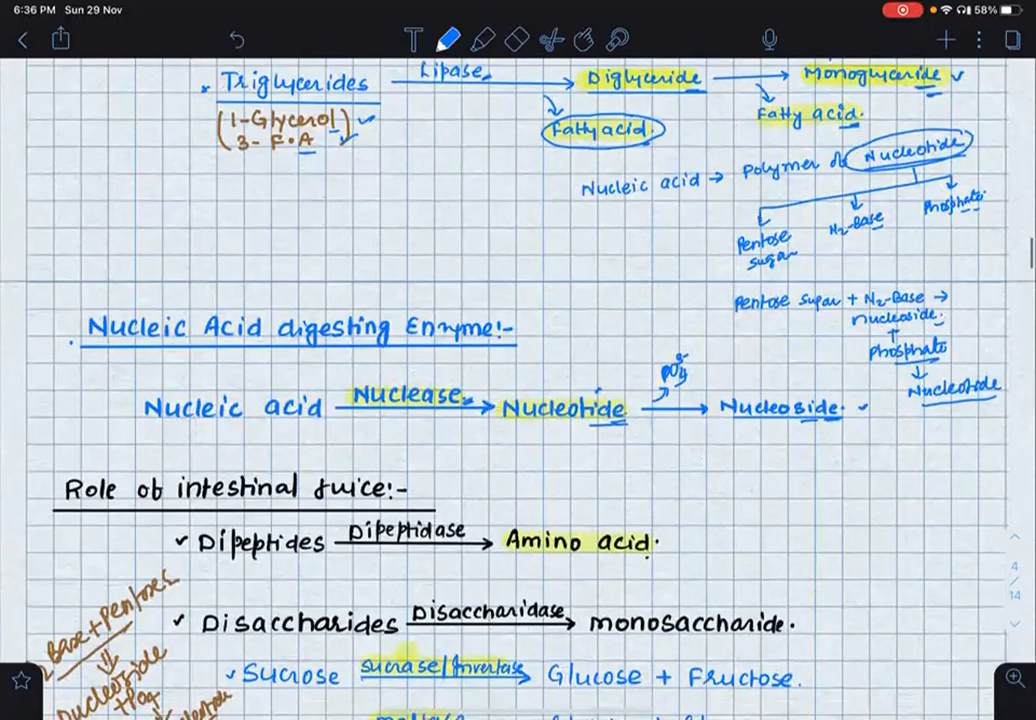 6:36 PM Sun 29 Nov
58%
Triglycerides Lipase Diglyceride Monoglyceride
(1-Glycerol
3- F.A)
Fatty acid.
Fatty acid.
Nucleic acid → Polymer of Nucleotide
Pentose sugar
N2-Base
Phosphate
Pentose sugar + N2-Base →
nucleoside.
+
Phosphate
↓
Nucleotide
Nucleic Acid digesting Enzyme:-
PO4 3-
Nucleic acid Nuclease Nucleotide → Nucleoside.
Role of intestinal Juice:-
✓ Dipeptides Dipeptidase → Amino acid.
✓ Disaccharides Disaccharidase → monosaccharide.
✓ Sucrose sucrase/Invertase → Glucose + Fructose.
Base + Pentoses
⇓
Nucleoside
4
/
14